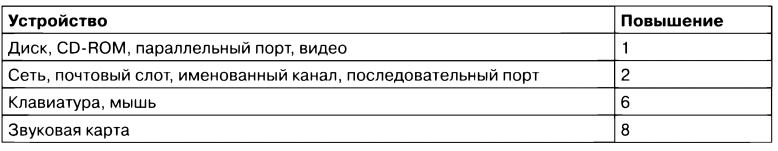 Устройство Повышение
Диск, CD-ROM, параллельный порт, видео 1
Сеть, почтовый слот, именованный канал, последовательный порт 2
Клавиатура, мышь 6
Звуковая карта 8